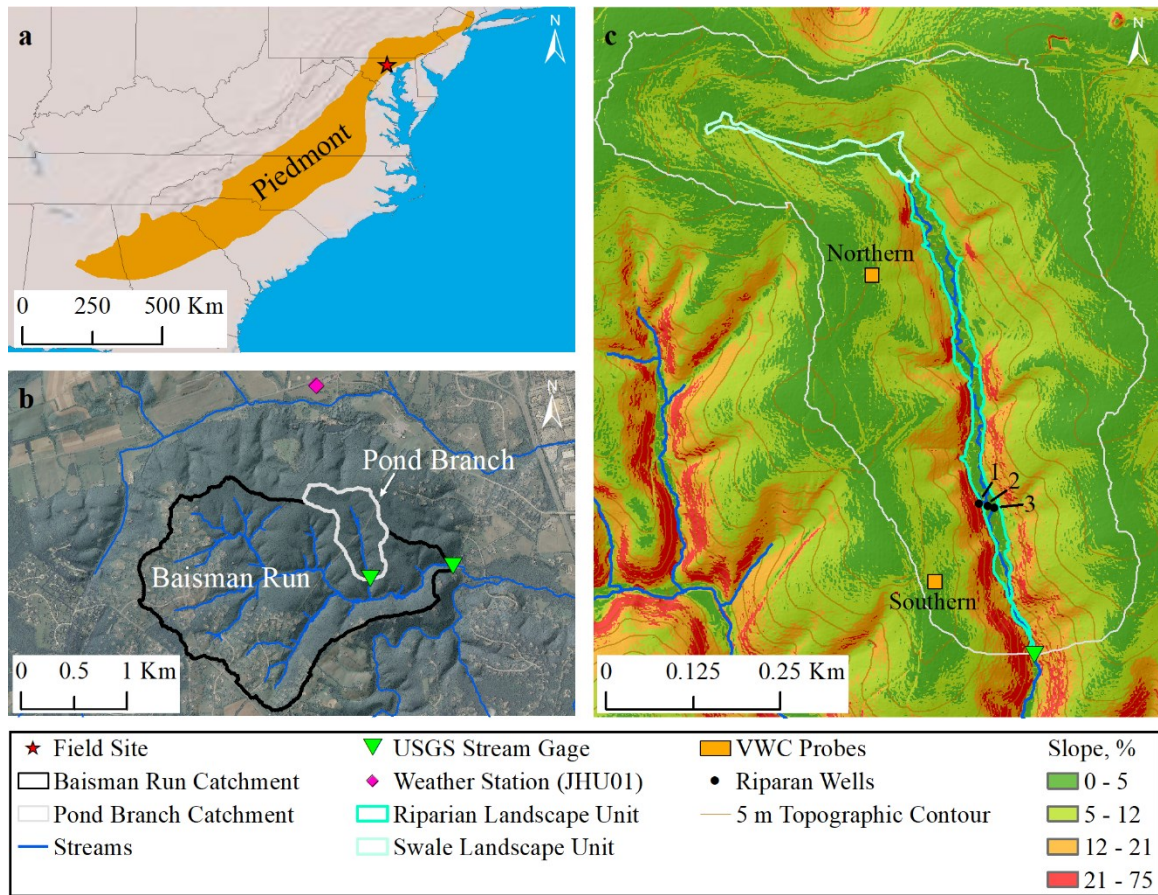 a
N
Piedmont
0 250 500 Km
b
N
Pond Branch
Baisman Run
0 0.5 1 Km
c
N
Northern
1
2
3
Southern
0 0.125 0.25 Km
Field Site
Baisman Run Catchment
Pond Branch Catchment
Streams
USGS Stream Gage
Weather Station (JHU01)
Riparian Landscape Unit
Swale Landscape Unit
VWC Probes
Riparan Wells
5 m Topographic Contour
Slope, %
0 - 5
5 - 12
12 - 21
21 - 75